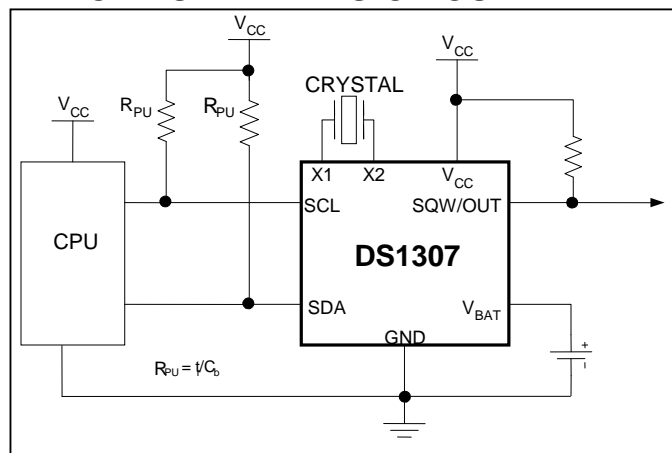 VCC
VCC
CRYSTAL
VCC
RPU
RPU
X1
X2
VCC
SCL
SQW/OUT
CPU
DS1307
SDA
VBAT
GND
+
−
RPU = tr/Cb